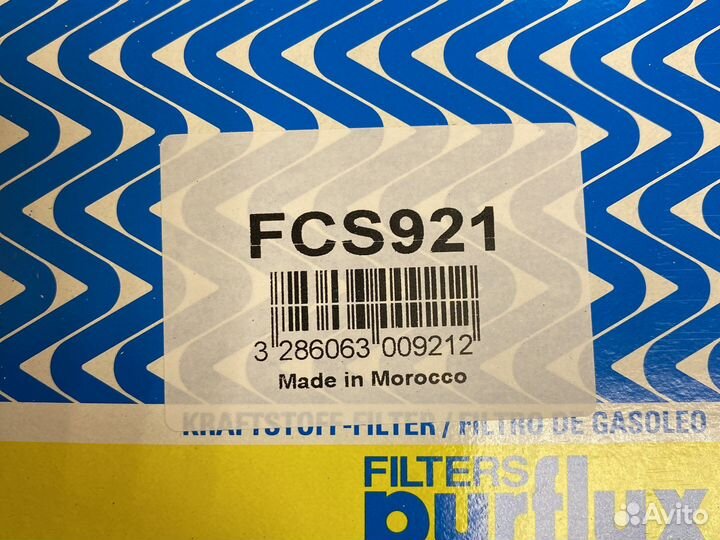 FCS921
3 286063 009212
Made in Morocco
KRAFTSTOFF-FILTER / FILTRO DE GASOLEO
FILTERS
purflux
Avito